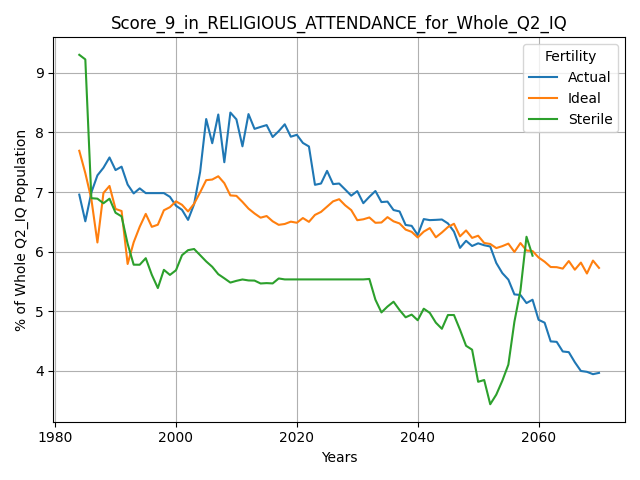 Score_9_in_RELIGIOUS_ATTENDANCE_for_Whole_Q2_IQ
Fertility
Actual
Ideal
Sterile
% of Whole Q2_IQ Population
9
8
7
6
5
4
1980 2000 2020 2040 2060
Years